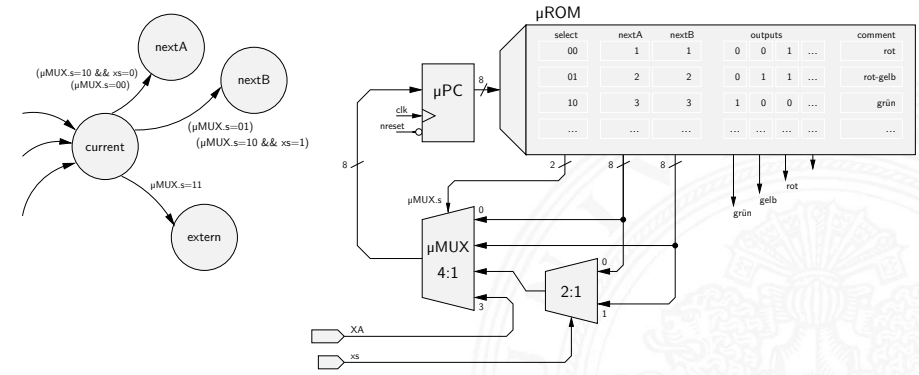 nextA
(µMUX.s=10 && xs=0)
(µMUX.s=00)
nextB
(µMUX.s=01)
(µMUX.s=10 && xs=1)
current
µMUX.s=11
extern
µROM
select nextA nextB outputs comment
00 1 1 0 0 1 ... rot
01 2 2 0 1 1 ... rot-gelb
10 3 3 1 0 0 ... grün
... ... ... ... ... ... ... ...
µPC
8
clk
nreset
8
2
8
8
µMUX.s
rot
gelb
grün
0
µMUX
4:1
3
0
2:1
1
XA
xs